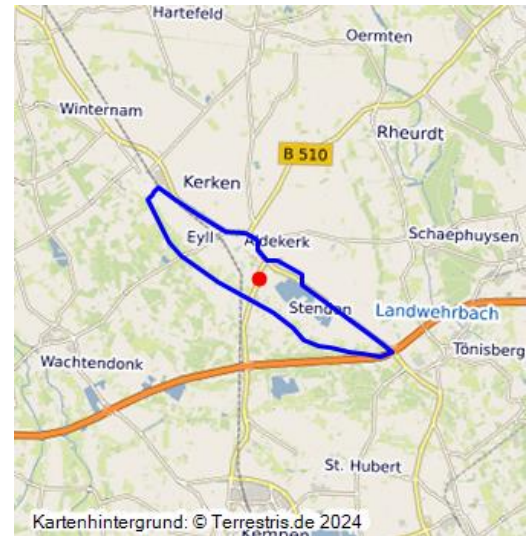 Hartefeld
Oermten
Winternam
Rheurdt
B 510
Kerken
Eyll
Aldekerk
Schaephuysen
Stenden
Landwehrbach
Wachtendonk
Tönisberg
St. Hubert
Kempen
Kartenhintergrund: © Terrestris.de 2024